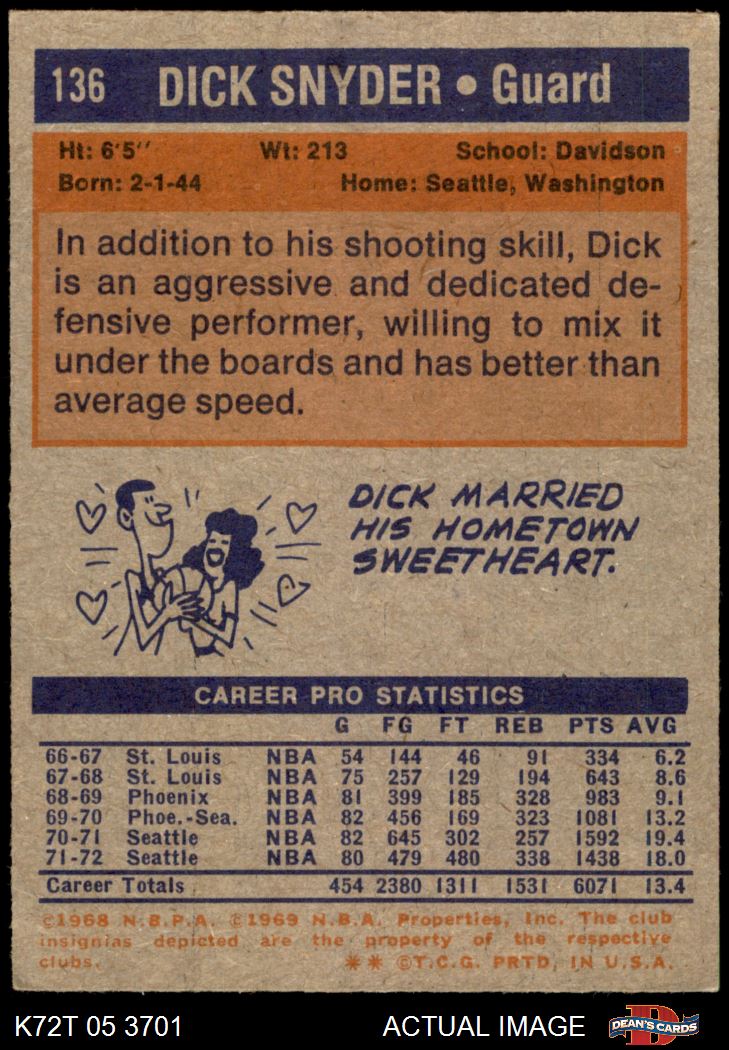 136 DICK SNYDER • Guard
Ht: 6'5'' Wt: 213 School: Davidson
Born: 2-1-44 Home: Seattle, Washington
In addition to his shooting skill, Dick
is an aggressive and dedicated de-
fensive performer, willing to mix it
under the boards and has better than
average speed.
DICK MARRIED
HIS HOMETOWN
SWEETHEART.
CAREER PRO STATISTICS
G FG FT REB PTS AVG
66-67 St. Louis NBA 54 144 46 91 334 6.2
67-68 St. Louis NBA 75 257 129 194 643 8.6
68-69 Phoenix NBA 81 399 185 328 983 9.1
69-70 Phoe.-Sea. NBA 82 456 169 323 1081 13.2
70-71 Seattle NBA 82 645 302 257 1592 19.4
71-72 Seattle NBA 80 479 480 338 1438 18.0
Career Totals 454 2380 1311 1531 6071 13.4
©1968 N.B.P.A. ©1969 N.B.A. Properties, Inc. The club
insignias depicted are the property of the respective
clubs. ** ©T.C.G. PRTD, IN U.S.A.
K72T 05 3701 ACTUAL IMAGE D DEAN'S CARDS